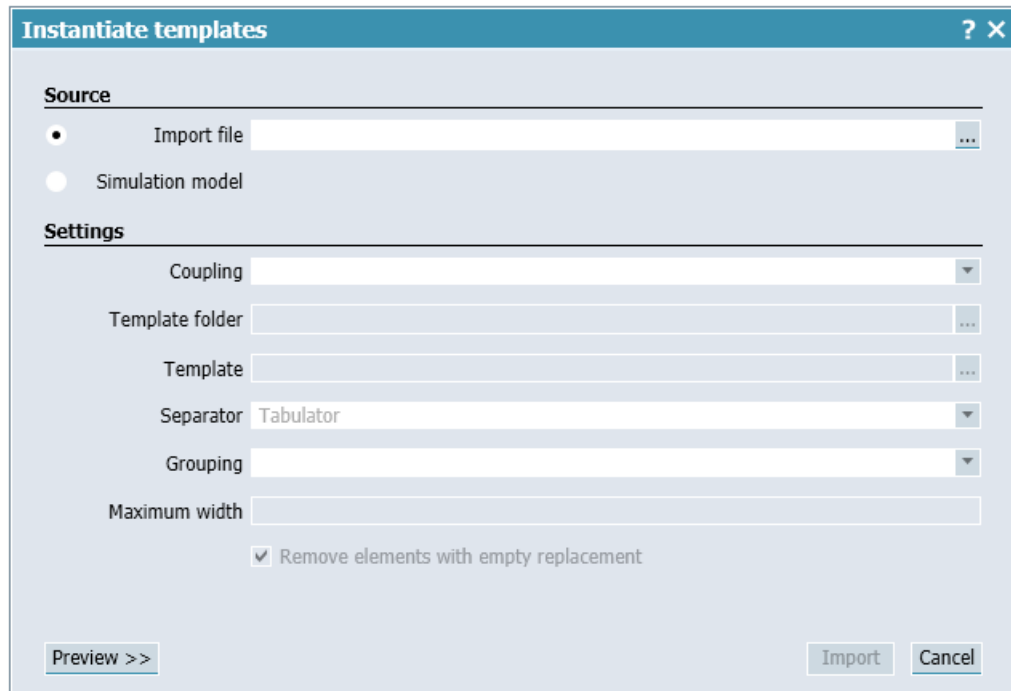 Instantiate templates ? ×
Source
Import file ...
Simulation model
Settings
Coupling
Template folder ...
Template ...
Separator Tabulator
Grouping
Maximum width
Remove elements with empty replacement
Preview >> Import Cancel